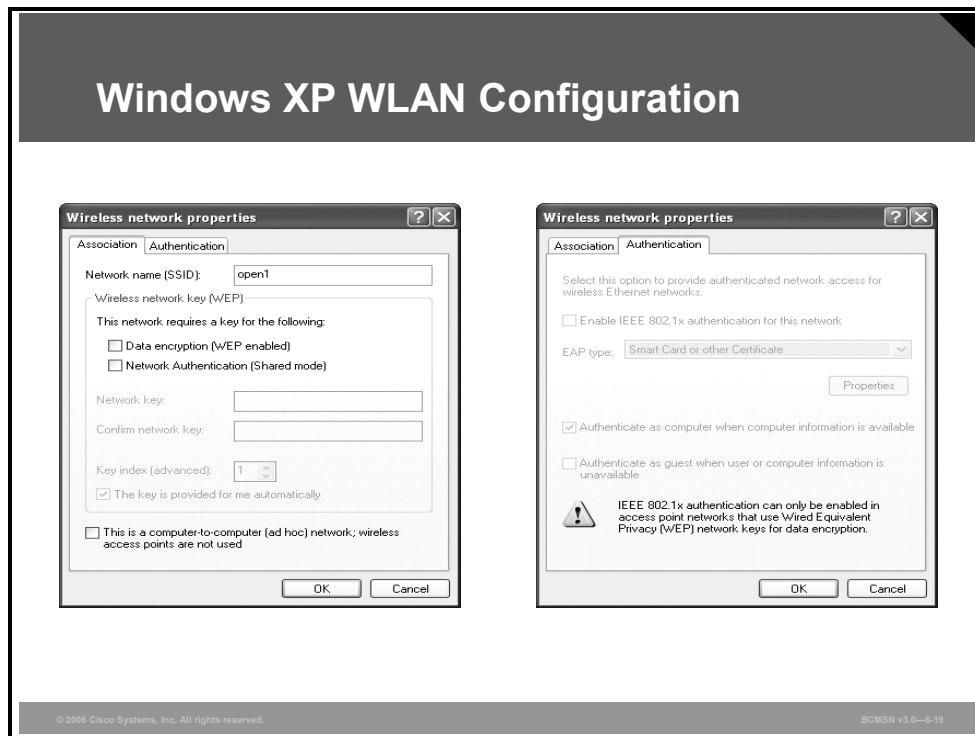 Windows XP WLAN Configuration
Wireless network properties
Association Authentication
Network name (SSID): open1
Wireless network key (WEP)
This network requires a key for the following:
Data encryption (WEP enabled)
Network Authentication (Shared mode)
Network key:
Confirm network key:
Key index (advanced): 1
The key is provided for me automatically
This is a computer-to-computer (ad hoc) network; wireless
access points are not used
OK Cancel
Wireless network properties
Association Authentication
Select this option to provide authenticated network access for
wireless Ethernet networks.
Enable IEEE 802.1x authentication for this network
EAP type: Smart Card or other Certificate
Properties
Authenticate as computer when computer information is available
Authenticate as guest when user or computer information is
unavailable
IEEE 802.1x authentication can only be enabled in
access point networks that use Wired Equivalent
Privacy (WEP) network keys for data encryption.
OK Cancel
© 2006 Cisco Systems, Inc. All rights reserved.
BCMSN v3.0—6-19